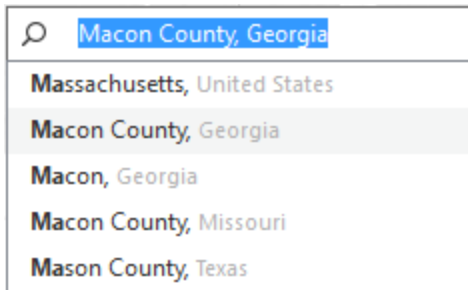 Macon County, Georgia
Massachusetts, United States
Macon County, Georgia
Macon, Georgia
Macon County, Missouri
Mason County, Texas